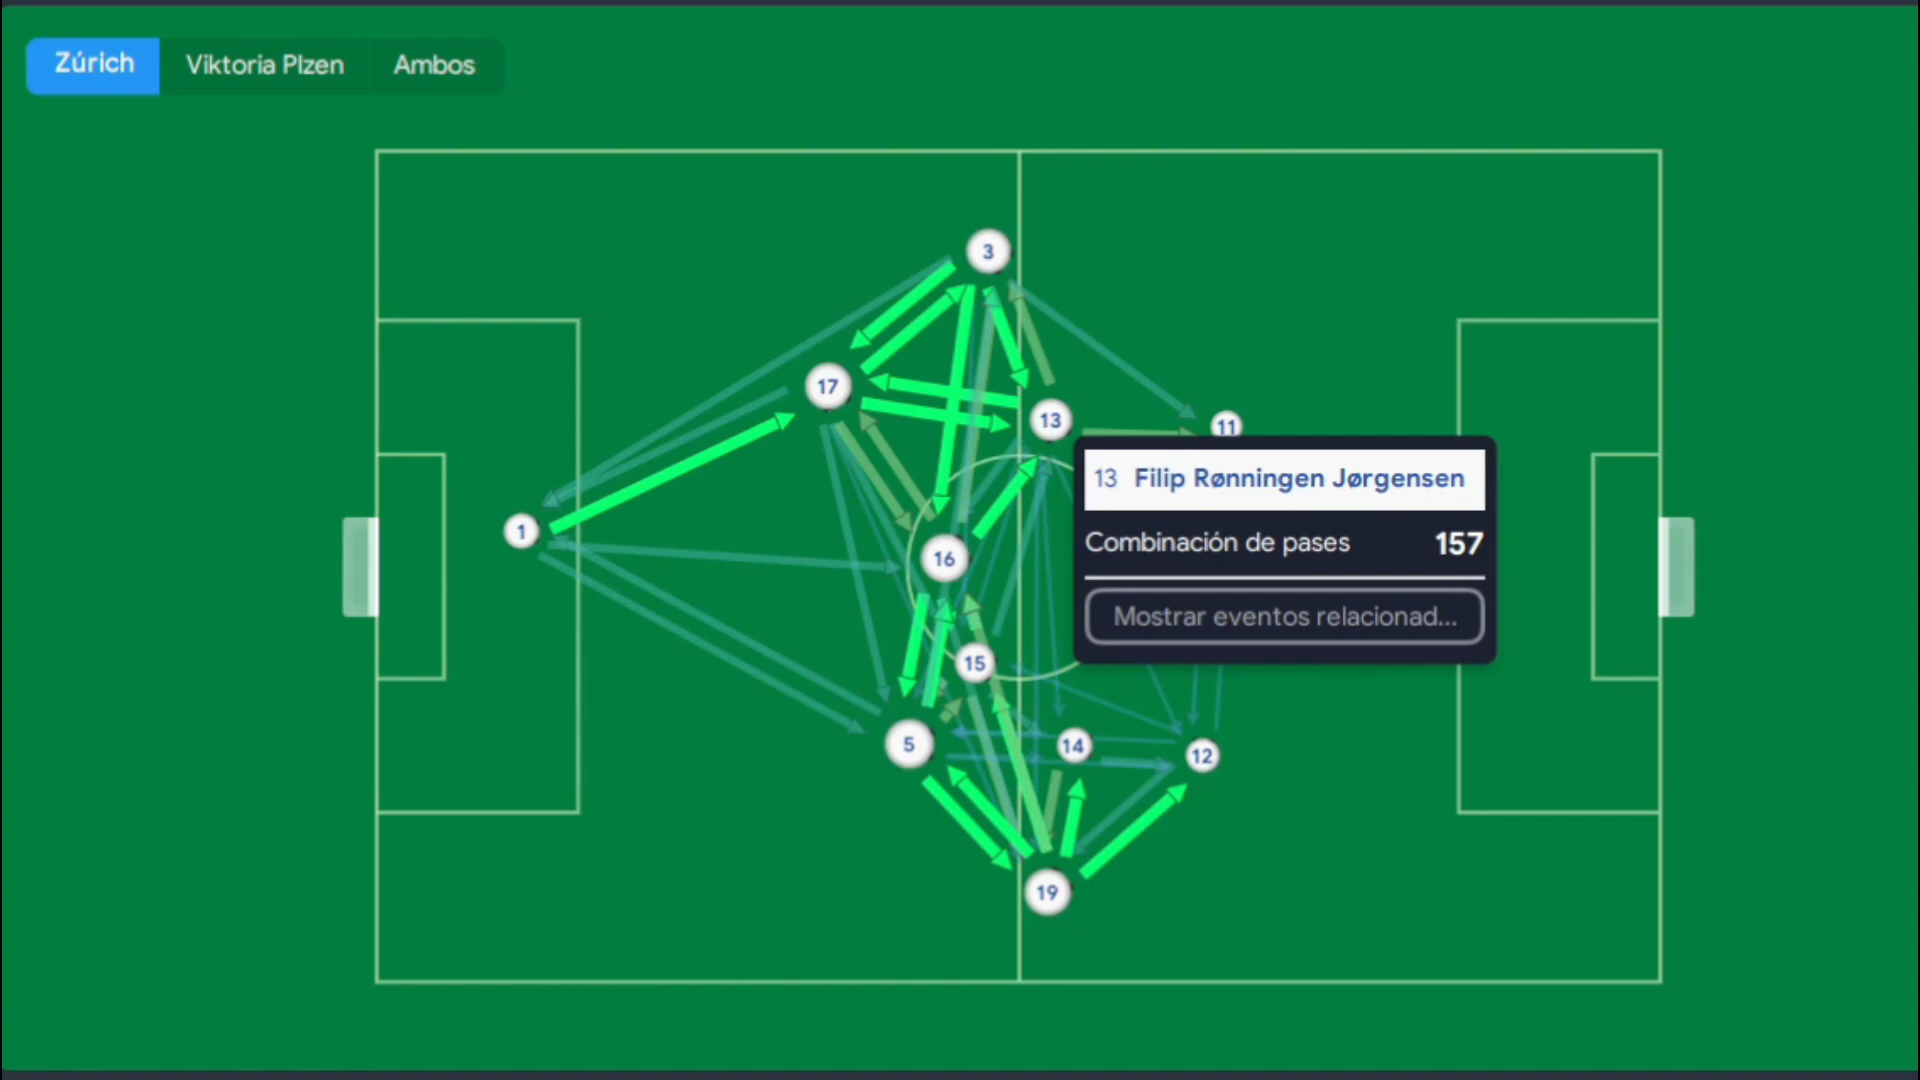 Zúrich Viktoria Plzen Ambos
3
17
13
11
13 Filip Rønningen Jørgensen
1
Combinación de pases 157
16
Mostrar eventos relacionad...
15
5
14
12
19